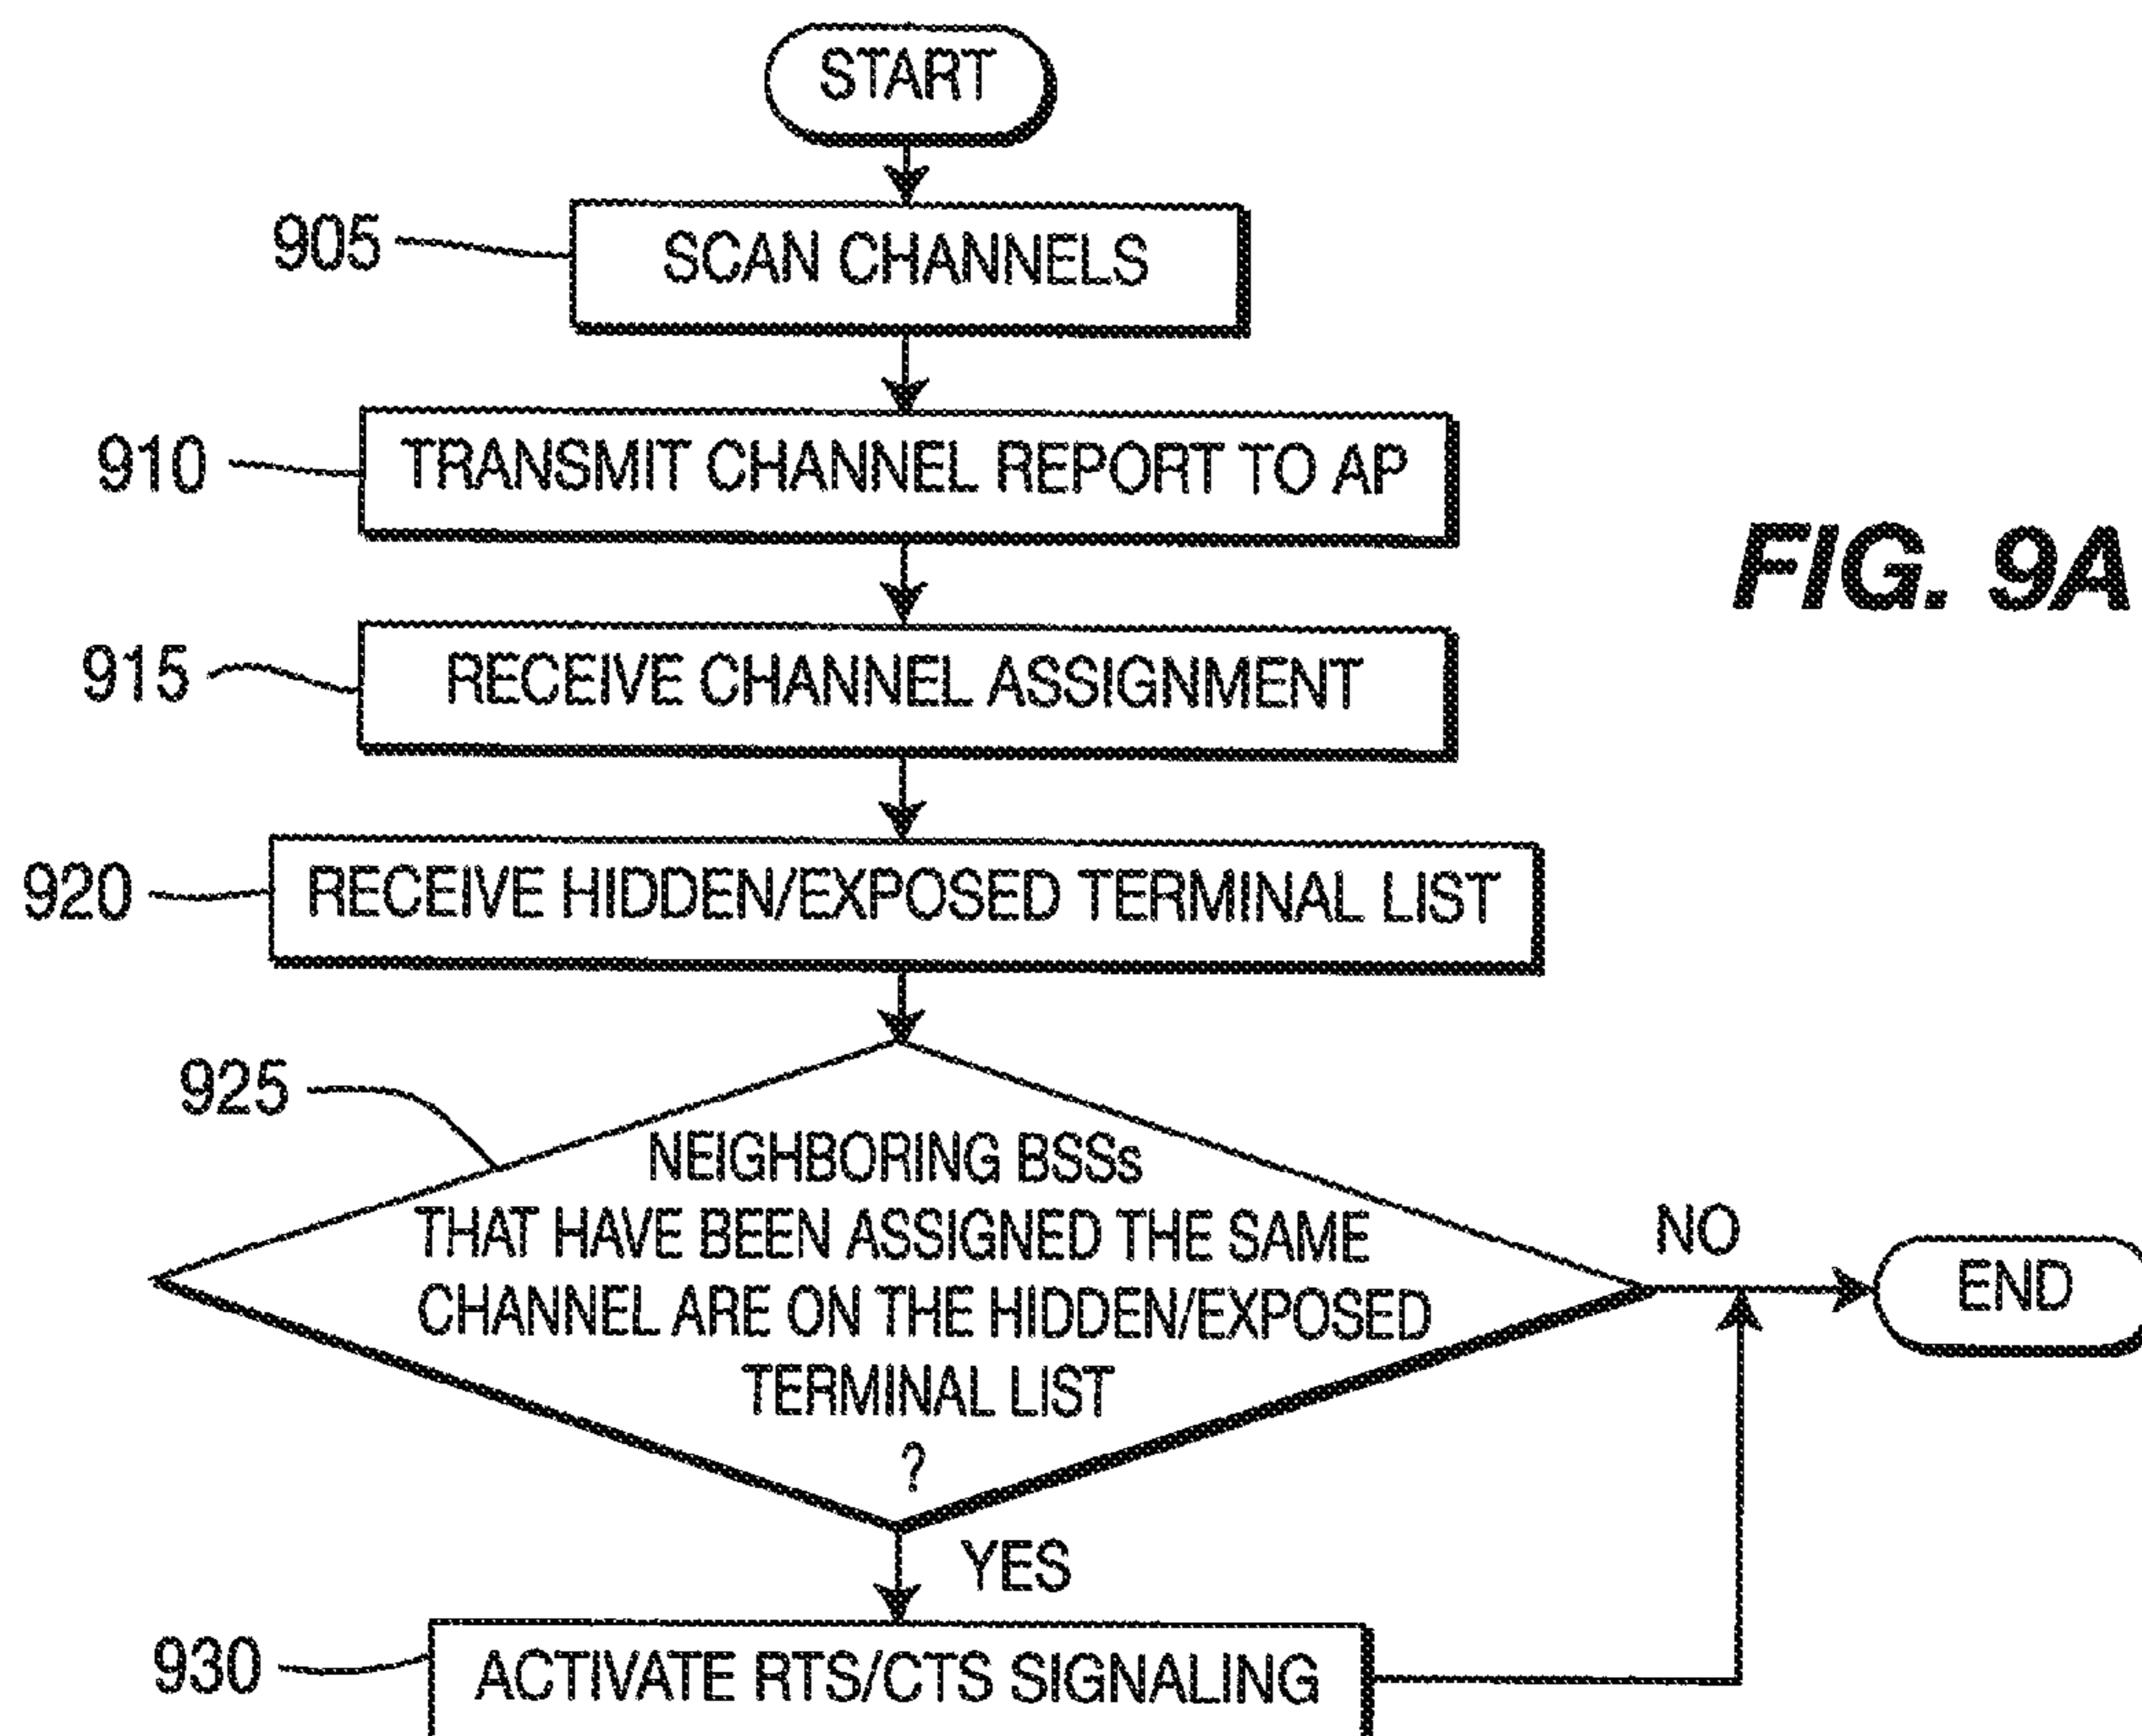 START
905
SCAN CHANNELS
910
TRANSMIT CHANNEL REPORT TO AP
FIG. 9A
915
RECEIVE CHANNEL ASSIGNMENT
920
RECEIVE HIDDEN/EXPOSED TERMINAL LIST
925
NEIGHBORING BSSs
THAT HAVE BEEN ASSIGNED THE SAME
CHANNEL ARE ON THE HIDDEN/EXPOSED
TERMINAL LIST
?
NO
END
YES
930
ACTIVATE RTS/CTS SIGNALING